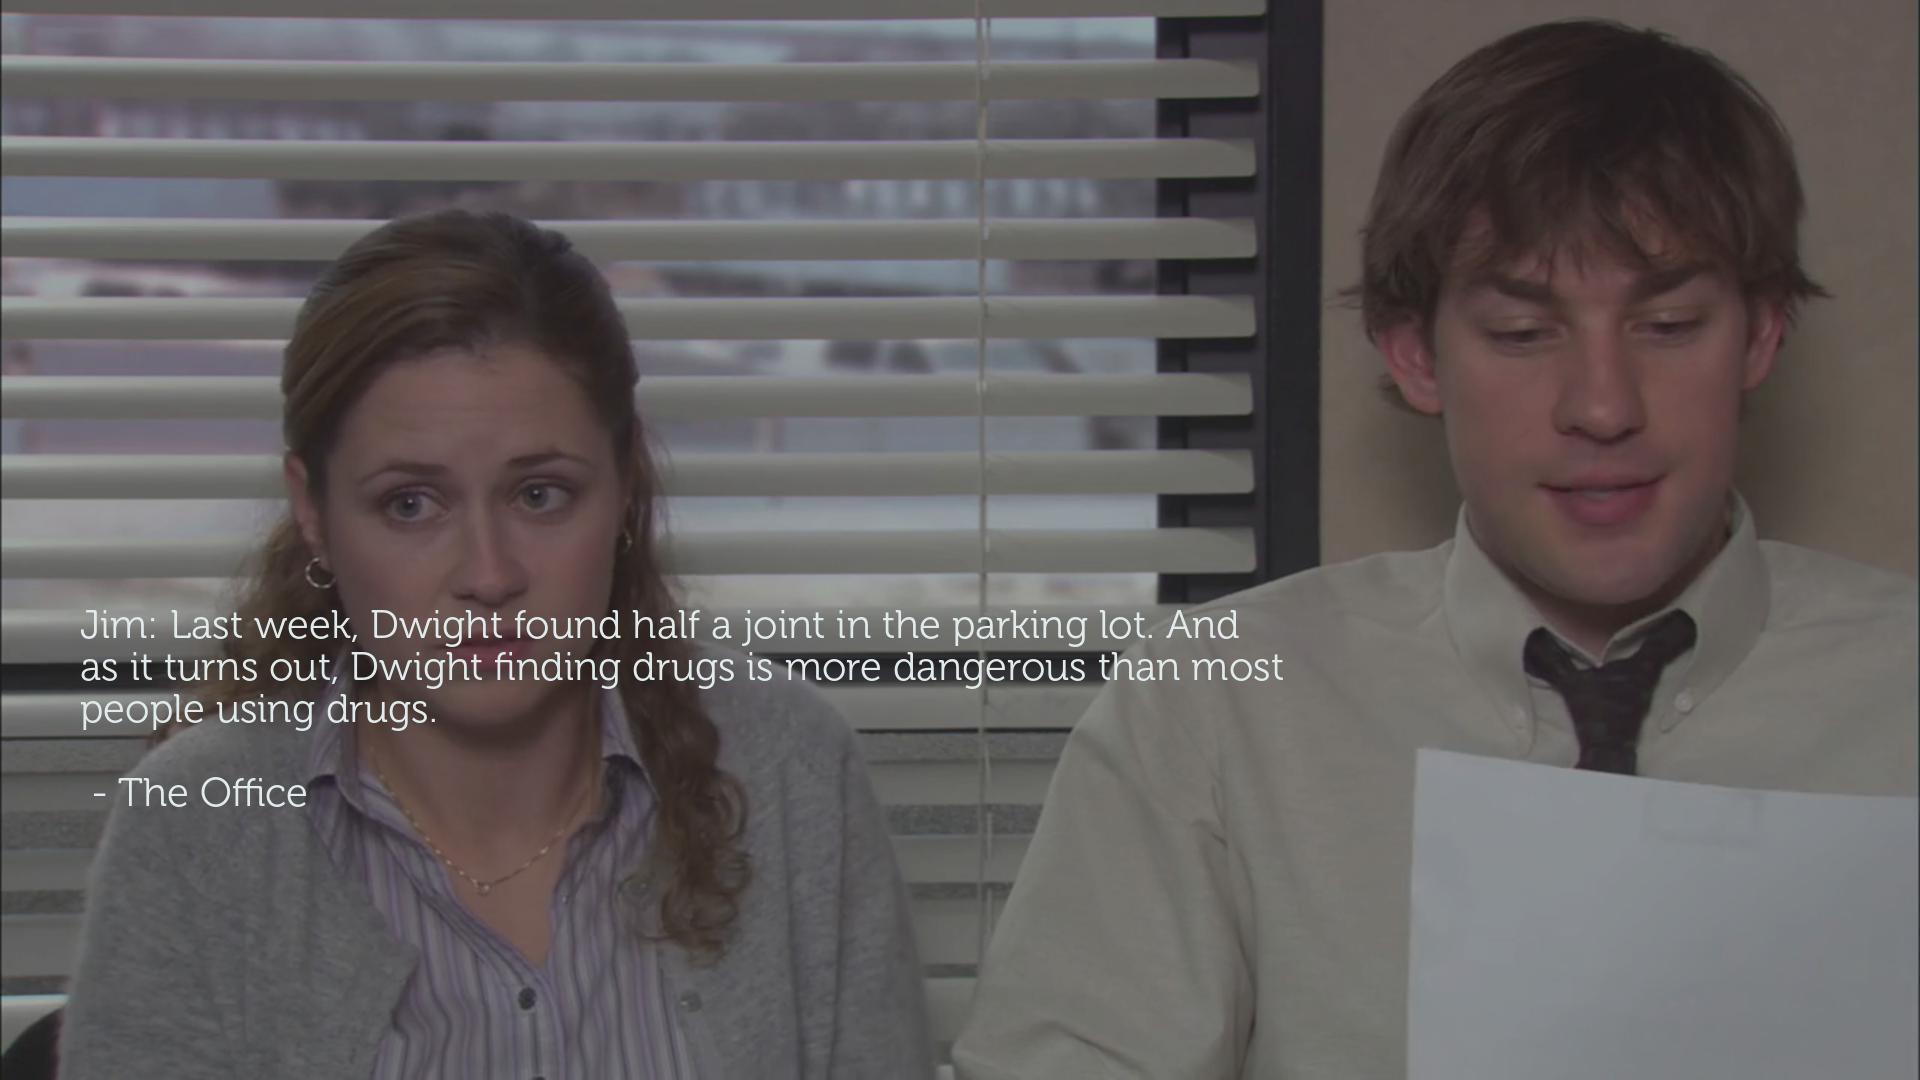 Jim: Last week, Dwight found half a joint in the parking lot. And
as it turns out, Dwight finding drugs is more dangerous than most
people using drugs.
- The Office